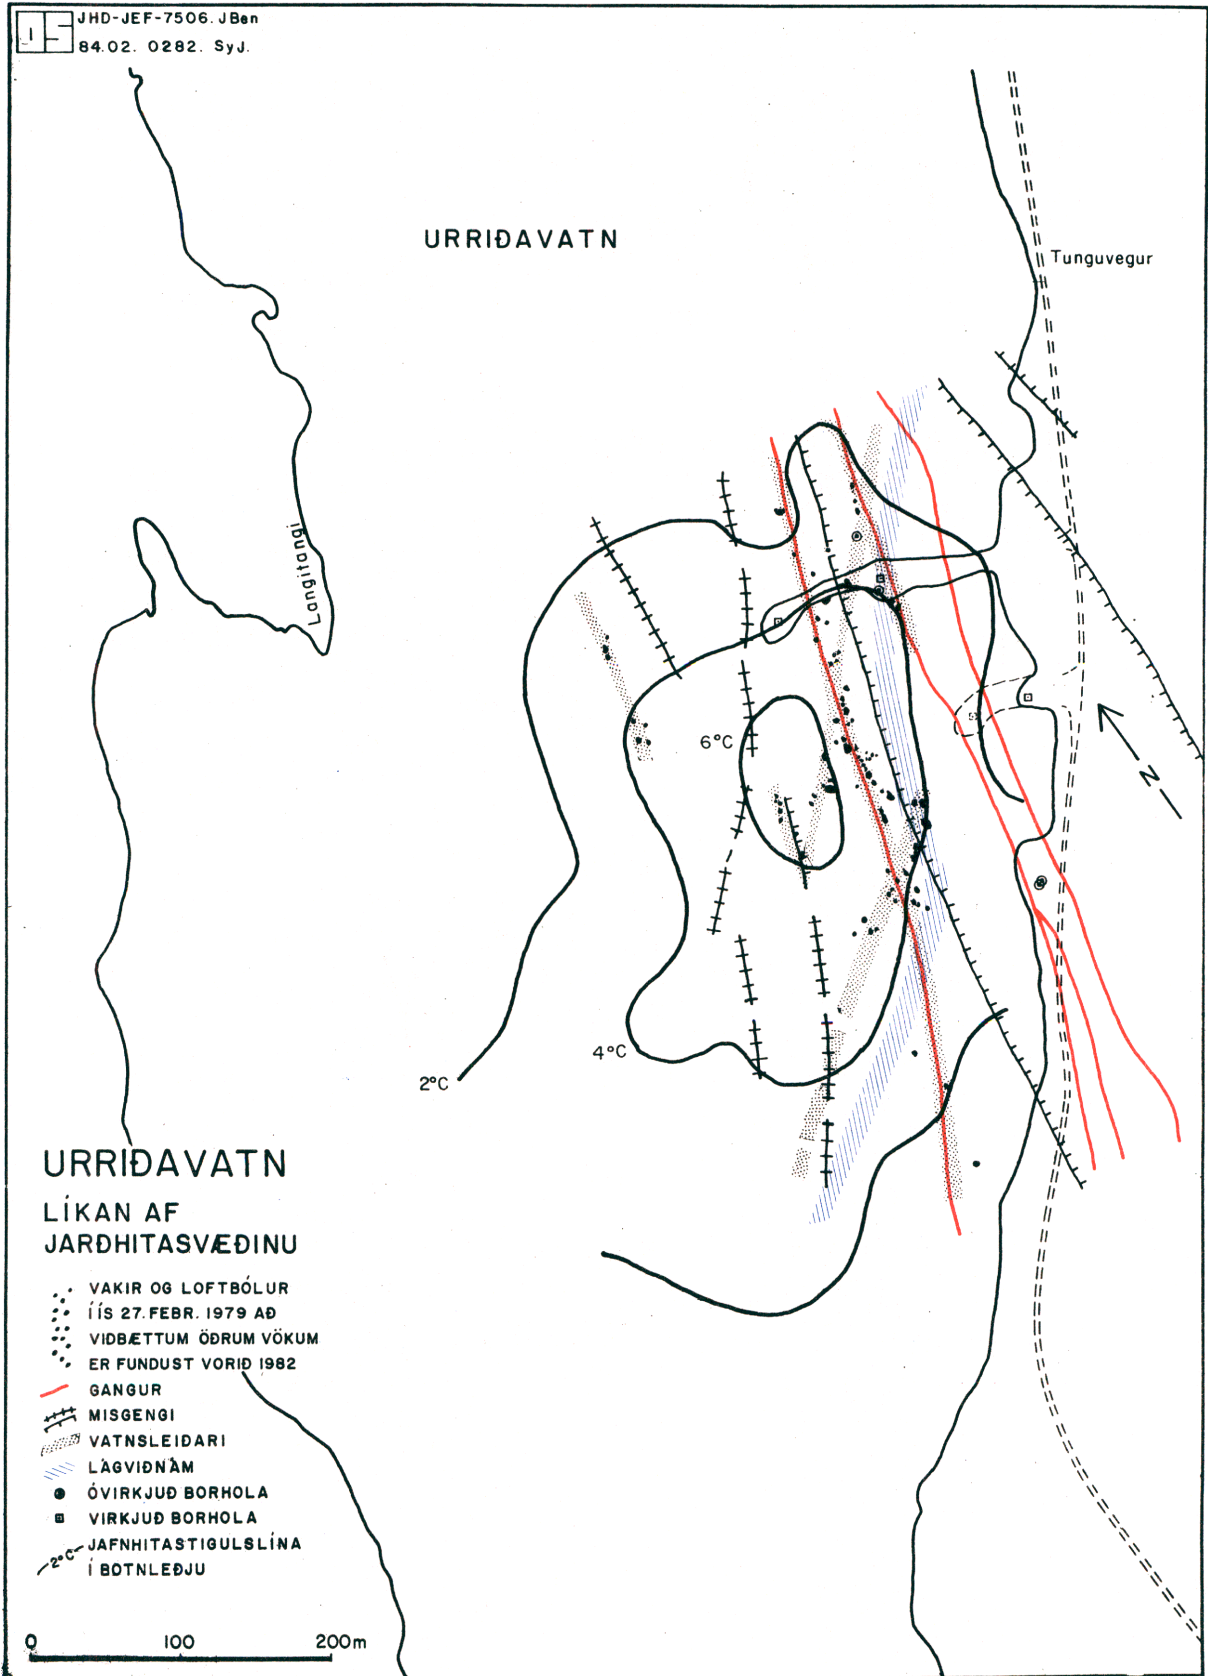 JHD-JEF-7506. JBen
84.02. 0282. SyJ.
URRIÐAVATN
Tunguvegur
Langitangi
6°C
N
4°C
2°C
URRIÐAVATN
LÍKAN AF
JARÐHITASVÆÐINU
VAKIR OG LOFTBÓLUR
Í ÍS 27. FEBR. 1979 AÐ
VIÐBÆTTUM ÖÐRUM VÖKUM
ER FUNDUST VORIÐ 1982
GANGUR
MISGENGI
VATNSLEIÐARI
LÁGVIÐNÁM
ÓVIRKJUÐ BORHOLA
VIRKJUÐ BORHOLA
2°C JAFNHITASTIGULSLÍNA
Í BOTNLEÐJU
0 100 200m